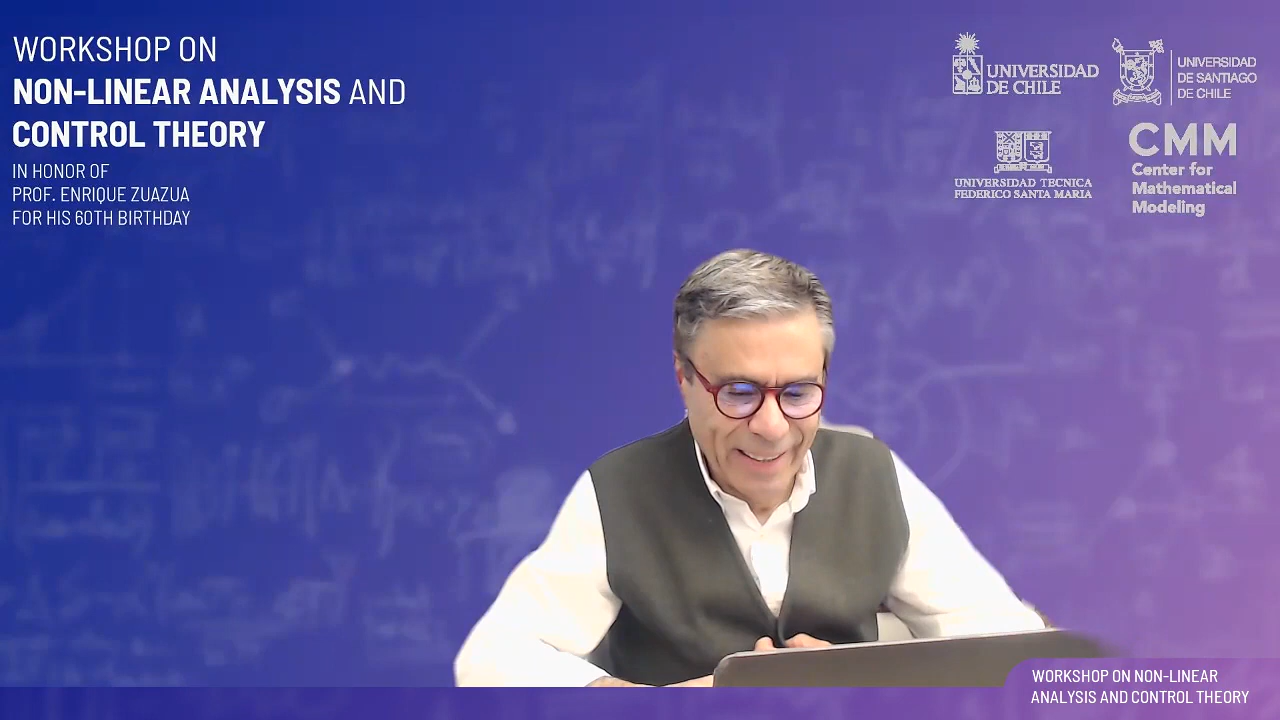 WORKSHOP ON
NON-LINEAR ANALYSIS AND
CONTROL THEORY
IN HONOR OF
PROF. ENRIQUE ZUAZUA
FOR HIS 60TH BIRTHDAY
UNIVERSIDAD
DE CHILE
UNIVERSIDAD
DE SANTIAGO
DE CHILE
UNIVERSIDAD TECNICA
FEDERICO SANTA MARIA
CMM
Center for
Mathematical
Modeling
WORKSHOP ON NON-LINEAR
ANALYSIS AND CONTROL THEORY